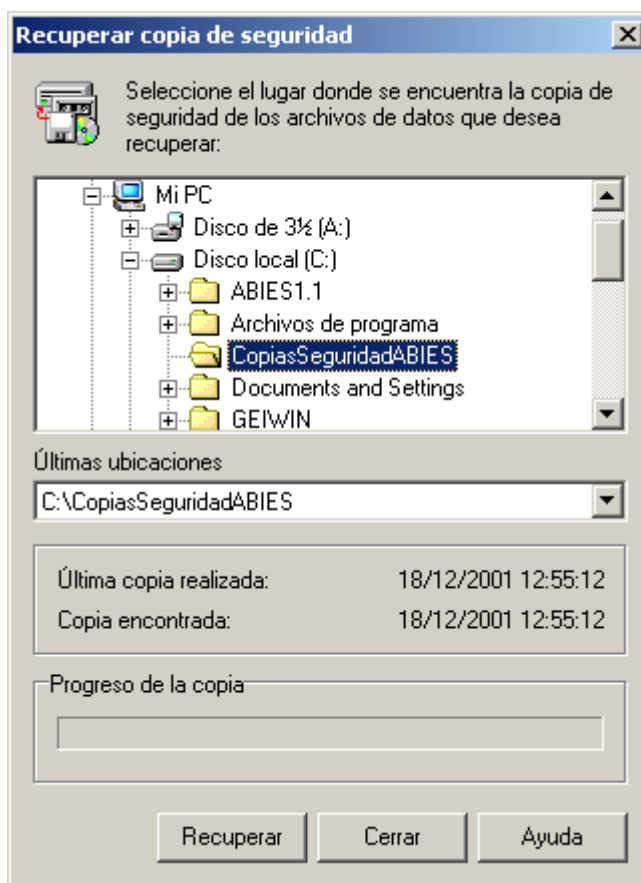 Recuperar copia de seguridad
Seleccione el lugar donde se encuentra la copia de
seguridad de los archivos de datos que desea
recuperar:
Mi PC
Disco de 3½ (A:)
Disco local (C:)
ABIES1.1
Archivos de programa
CopiasSeguridadABIES
Documents and Settings
GEIWIN
Últimas ubicaciones
C:\CopiasSeguridadABIES
Última copia realizada: 18/12/2001 12:55:12
Copia encontrada: 18/12/2001 12:55:12
Progreso de la copia
Recuperar Cerrar Ayuda